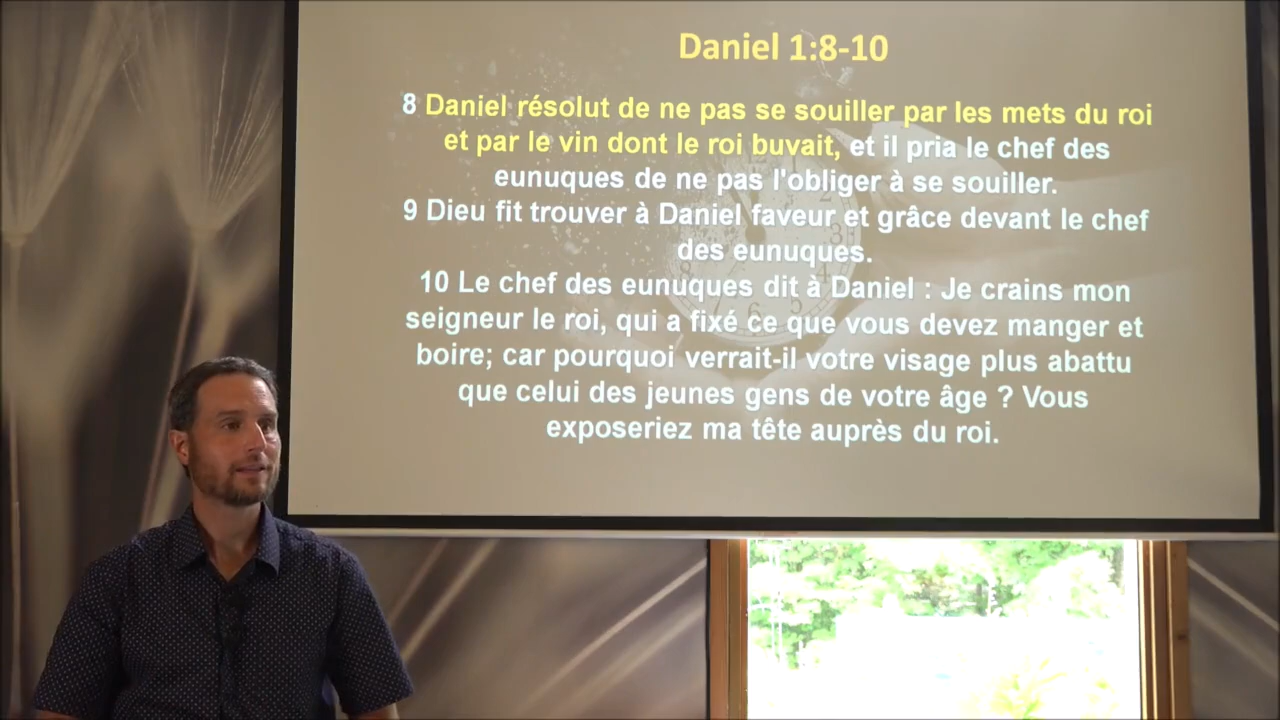 Daniel 1:8-10
8 Daniel résolut de ne pas se souiller par les mets du roi
et par le vin dont le roi buvait, et il pria le chef des
eunuques de ne pas l'obliger à se souiller.
9 Dieu fit trouver à Daniel faveur et grâce devant le chef
des eunuques.
10 Le chef des eunuques dit à Daniel : Je crains mon
seigneur le roi, qui a fixé ce que vous devez manger et
boire; car pourquoi verrait-il votre visage plus abattu
que celui des jeunes gens de votre âge ? Vous
exposeriez ma tête auprès du roi.